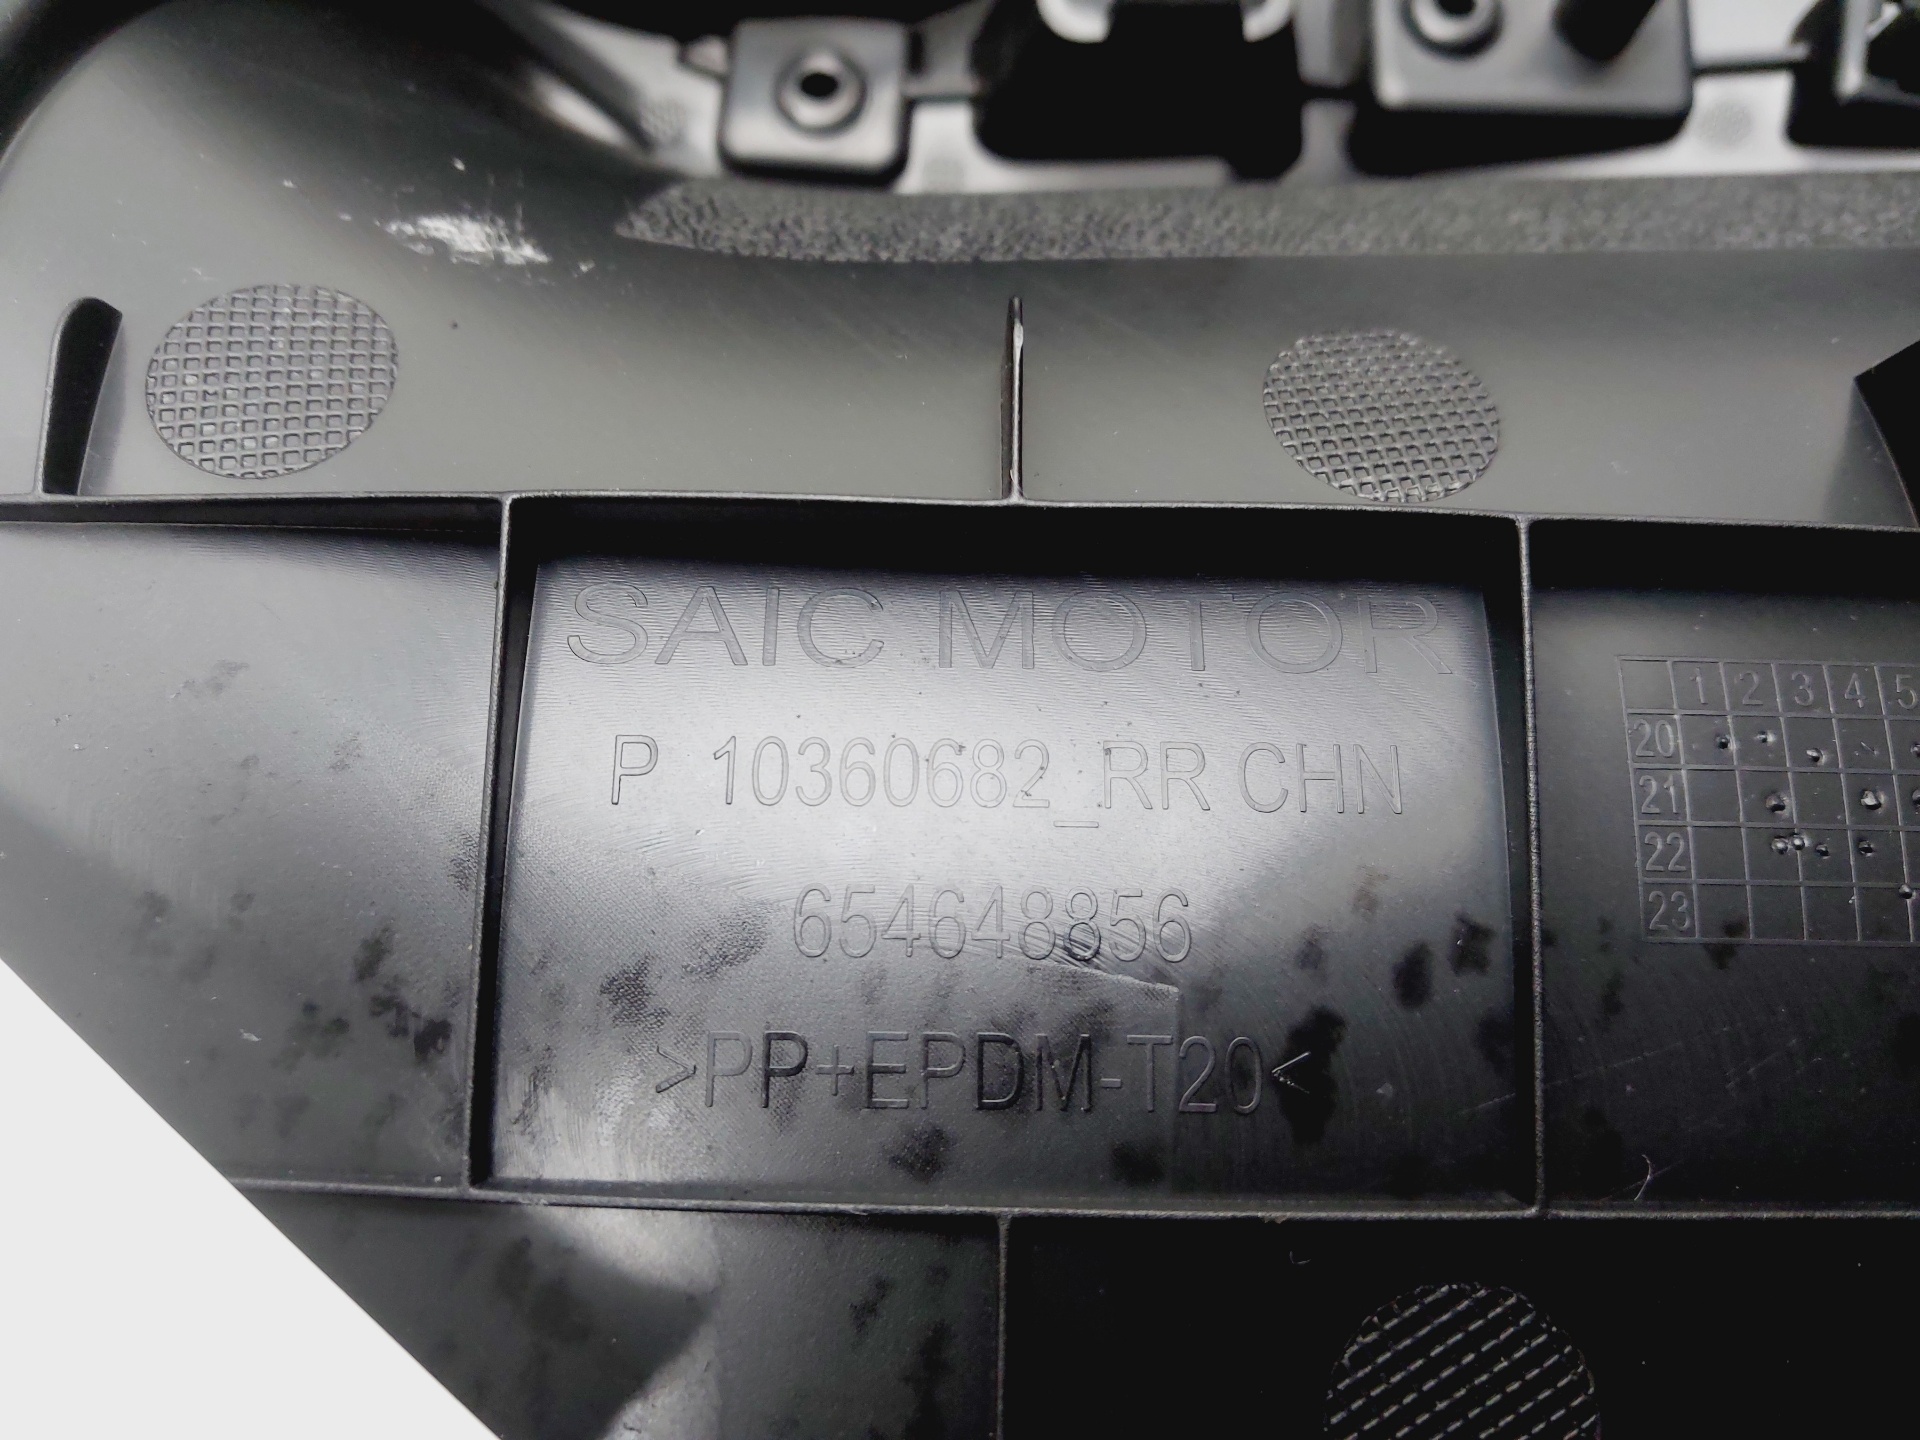 SAIC MOTOR
P 10360682_RR CHN
654648856
>PP+EPDM-T20<
1 2 3 4 5
20
21
22
23